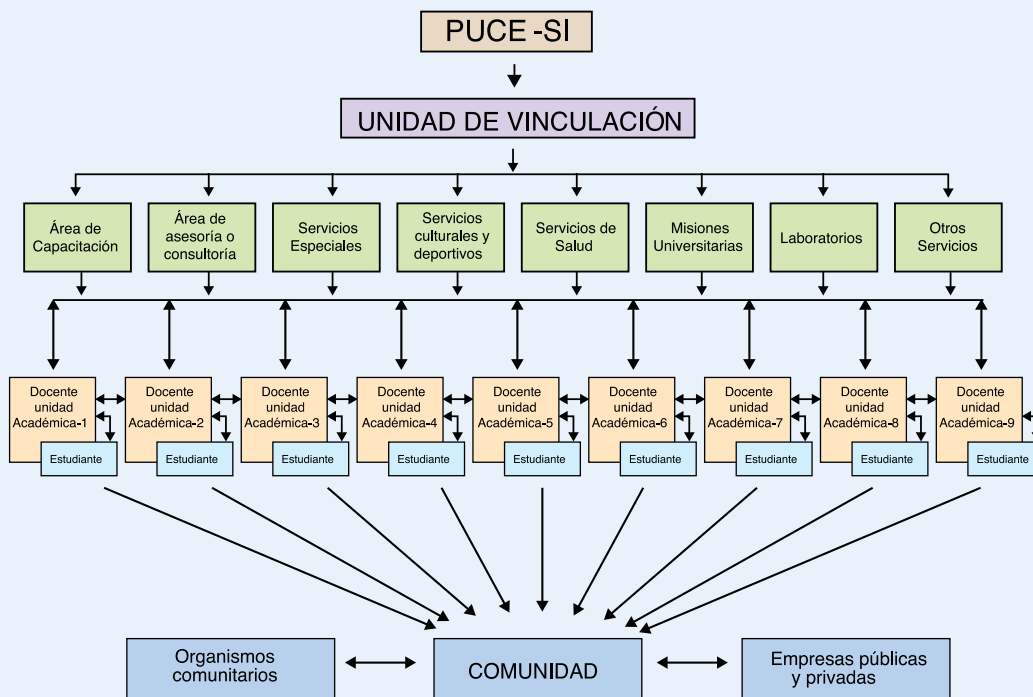 PUCE -SI
UNIDAD DE VINCULACIÓN
Área de
Capacitación
Área de
asesoría o
consultoría
Servicios
Especiales
Servicios
culturales y
deportivos
Servicios de
Salud
Misiones
Universitarias
Laboratorios
Otros
Servicios
Docente
unidad
Académica-1
Estudiante
Docente
unidad
Académica-2
Estudiante
Docente
unidad
Académica-3
Estudiante
Docente
unidad
Académica-4
Estudiante
Docente
unidad
Académica-5
Estudiante
Docente
unidad
Académica-6
Estudiante
Docente
unidad
Académica-7
Estudiante
Docente
unidad
Académica-8
Estudiante
Docente
unidad
Académica-9
Estudiante
Organismos
comunitarios
COMUNIDAD
Empresas públicas
y privadas